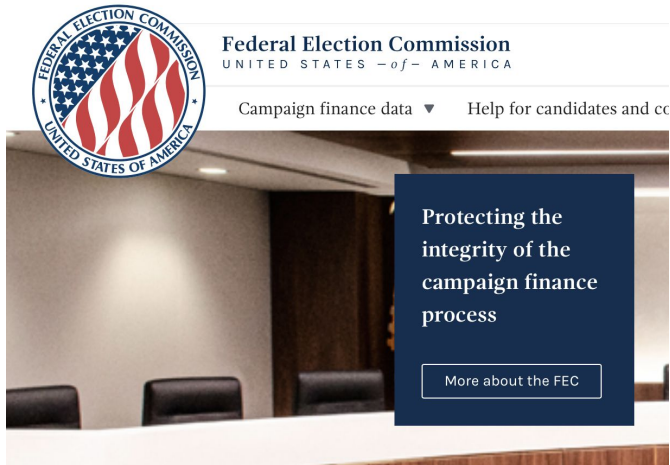 FEDERAL ELECTION COMMISSION
UNITED STATES OF AMERICA
Federal Election Commission
UNITED STATES — of — AMERICA
Campaign finance data ▼ Help for candidates and co
Protecting the
integrity of the
campaign finance
process
More about the FEC